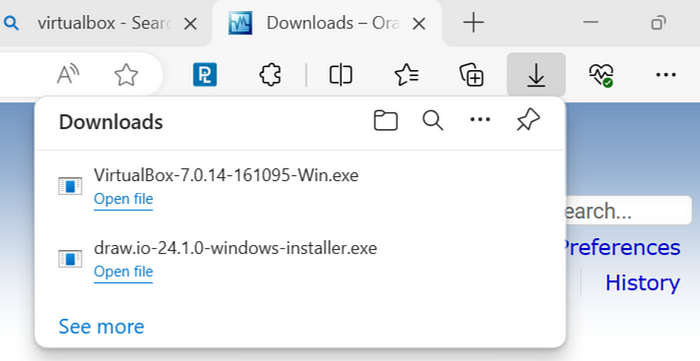 virtualbox - Sear
Downloads – Ora
Downloads
VirtualBox-7.0.14-161095-Win.exe
Open file
draw.io-24.1.0-windows-installer.exe
Open file
See more
earch...
Preferences
History